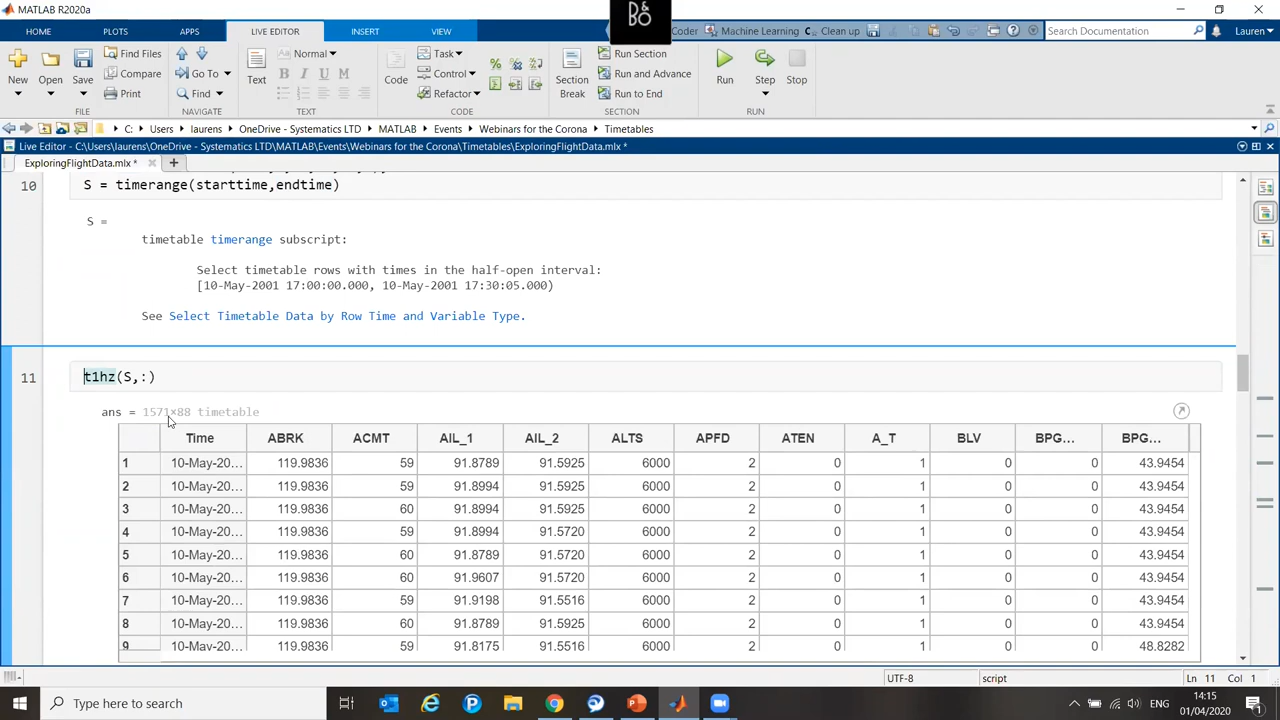 MATLAB R2020a
B&O
HOME PLOTS APPS LIVE EDITOR INSERT VIEW
Coder Machine Learning Clean up Search Documentation Lauren
New Open Save Find Files Compare Print Go To Find Text Normal B I U M Code Task Control Refactor Section Break Run Section Run and Advance Run to End Run Step Stop
FILE NAVIGATE TEXT CODE SECTION RUN
C: Users laurens OneDrive - Systematics LTD MATLAB Events Webinars for the Corona Timetables
Live Editor - C:\Users\laurens\OneDrive - Systematics LTD\MATLAB\Events\Webinars for the Corona\Timetables\ExploringFlightData.mlx *
ExploringFlightData.mlx *
10 S = timerange(starttime,endtime)
S =
timetable timerange subscript:
Select timetable rows with times in the half-open interval:
[10-May-2001 17:00:00.000, 10-May-2001 17:30:05.000)
See Select Timetable Data by Row Time and Variable Type.
11 t1hz(S,:)
ans = 1571×88 timetable
Time ABRK ACMT AIL_1 AIL_2 ALTS APFD ATEN A_T BLV BPG... BPG...
1 10-May-20... 119.9836 59 91.8789 91.5925 6000 2 0 1 0 0 43.9454
2 10-May-20... 119.9836 59 91.8994 91.5925 6000 2 0 1 0 0 43.9454
3 10-May-20... 119.9836 60 91.8994 91.5925 6000 2 0 1 0 0 43.9454
4 10-May-20... 119.9836 59 91.8994 91.5720 6000 2 0 1 0 0 43.9454
5 10-May-20... 119.9836 60 91.8789 91.5720 6000 2 0 1 0 0 43.9454
6 10-May-20... 119.9836 60 91.9607 91.5720 6000 2 0 1 0 0 43.9454
7 10-May-20... 119.9836 59 91.9198 91.5516 6000 2 0 1 0 0 43.9454
8 10-May-20... 119.9836 60 91.8789 91.5925 6000 2 0 1 0 0 43.9454
9 10-May-20... 119.9836 59 91.8175 91.5516 6000 2 0 1 0 0 48.8282
UTF-8 script Ln 11 Col 1
Type here to search ENG 14:15
01/04/2020